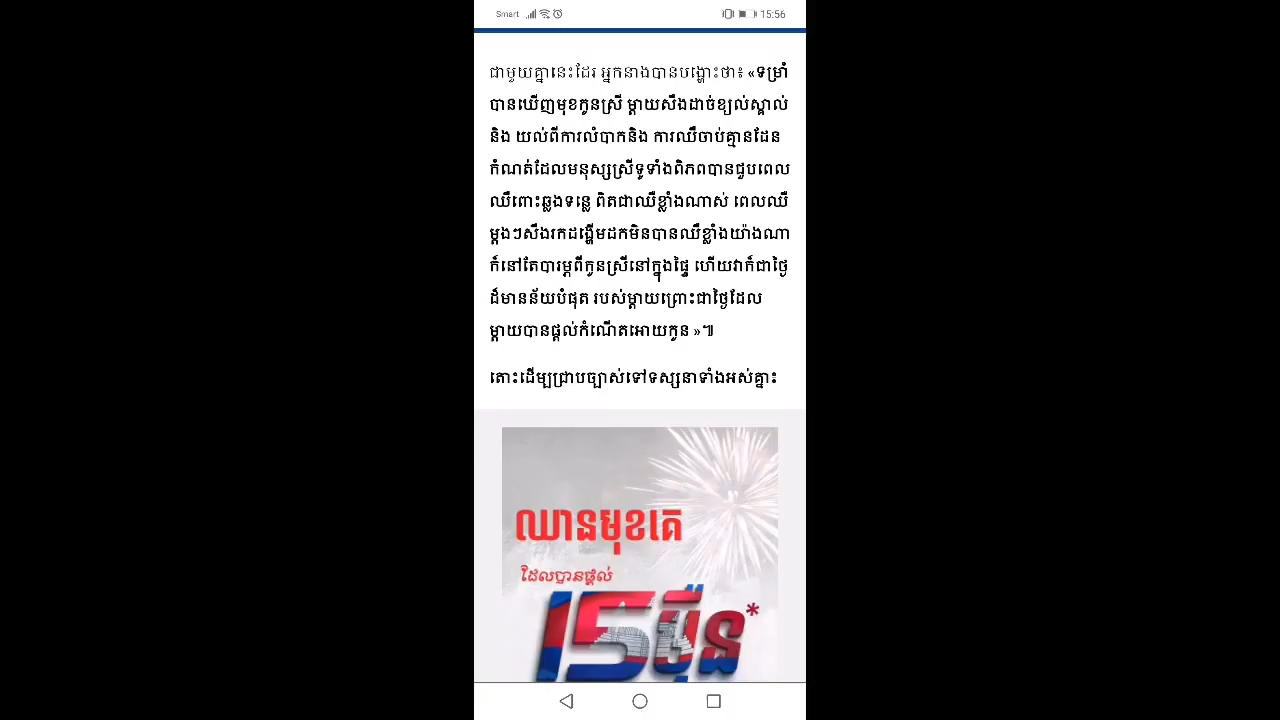 Smart 15:56
ជាមួយគ្នានេះដែរ អ្នកនាងបានបង្ហោះថា៖ «ទម្រាំ
បានឃើញមុខកូនស្រី ម្តាយសឹងដាច់ខ្យល់ស្គាល់
និង យល់ពីការលំបាកនិង ការឈឺចាប់គ្មានដែន
កំណត់ដែលមនុស្សស្រីទូទាំងពិភពបានជួបពេល
ឈឺពោះឆ្លងទន្លេ ពិតជាឈឺខ្លាំងណាស់ ពេលឈឺ
ម្តងៗសឹងរកដង្ហើមដកមិនបានឈឺខ្លាំងយ៉ាងណា
ក៍នៅតែបារម្ភពីកូនស្រីនៅក្នុងផ្ទៃ ហើយវាក៍ជាថ្ងៃ
ដ៏មានន័យបំផុត របស់ម្តាយព្រោះជាថ្ងៃដែល
ម្តាយបានផ្តល់កំណើតអោយកូន »៕
តោះដើម្បជ្រាបច្បាស់ទៅទស្សនាទាំងអស់គ្នា៖
ឈានមុខគេ
ដែលបានផ្តល់
15ម៉ឺន*